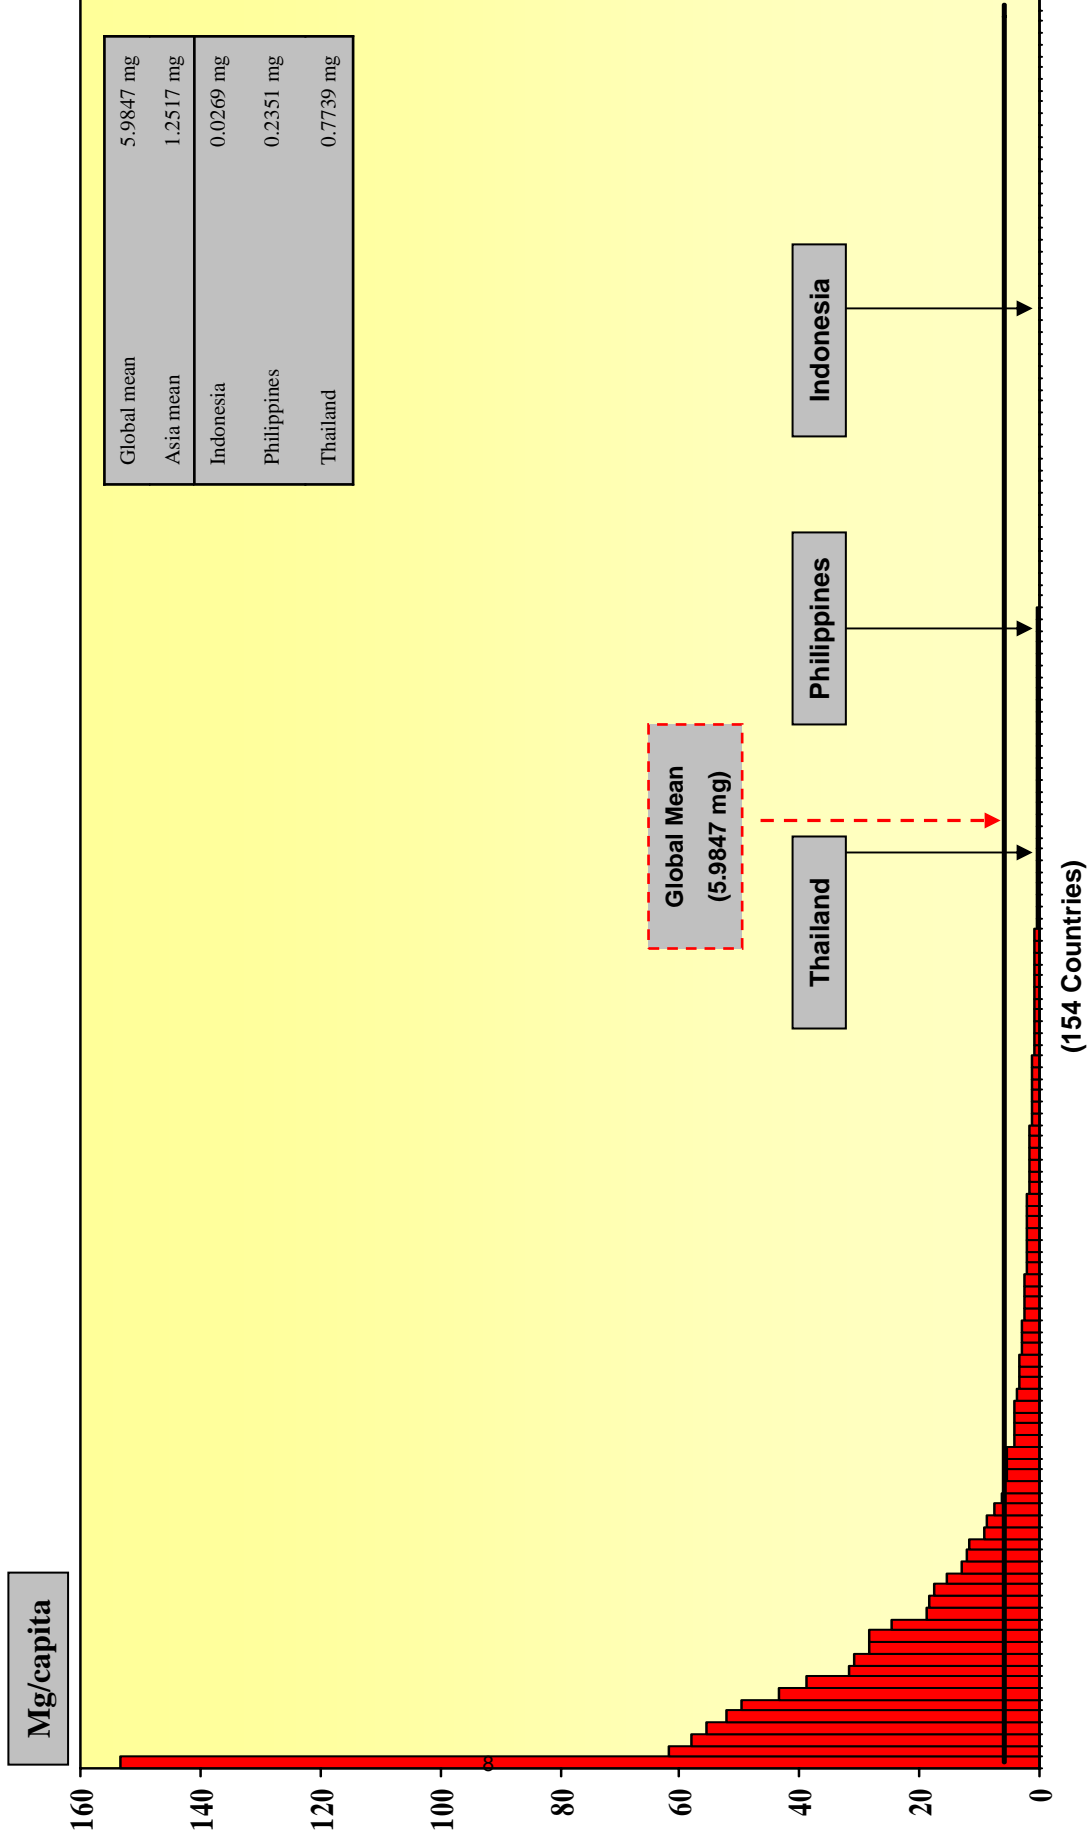 Mg/capita
160
140
120
100
80
60
40
20
0
8
Global mean 5.9847 mg
Asia mean 1.2517 mg
Indonesia 0.0269 mg
Philippines 0.2351 mg
Thailand 0.7739 mg
Global Mean
(5.9847 mg)
Thailand
Philippines
Indonesia
(154 Countries)